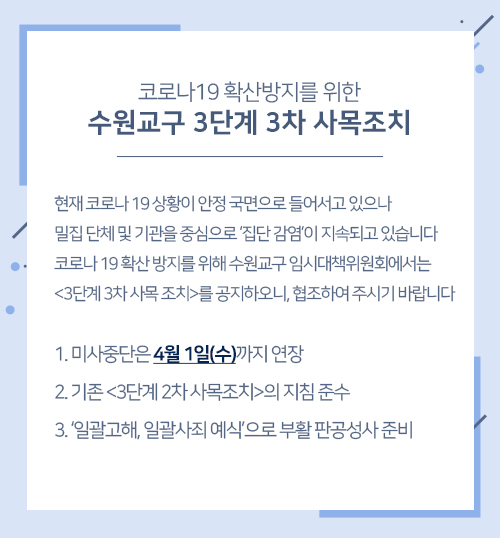 코로나19 확산방지를 위한
수원교구 3단계 3차 사목조치
현재 코로나 19 상황이 안정 국면으로 들어서고 있으나
밀집 단체 및 기관을 중심으로 '집단 감염'이 지속되고 있습니다
코로나 19 확산 방지를 위해 수원교구 임시대책위원회에서는
<3단계 3차 사목 조치>를 공지하오니, 협조하여 주시기 바랍니다
1. 미사중단은 4월 1일(수)까지 연장
2. 기존 <3단계 2차 사목조치>의 지침 준수
3. '일괄고해, 일괄사죄 예식'으로 부활 판공성사 준비